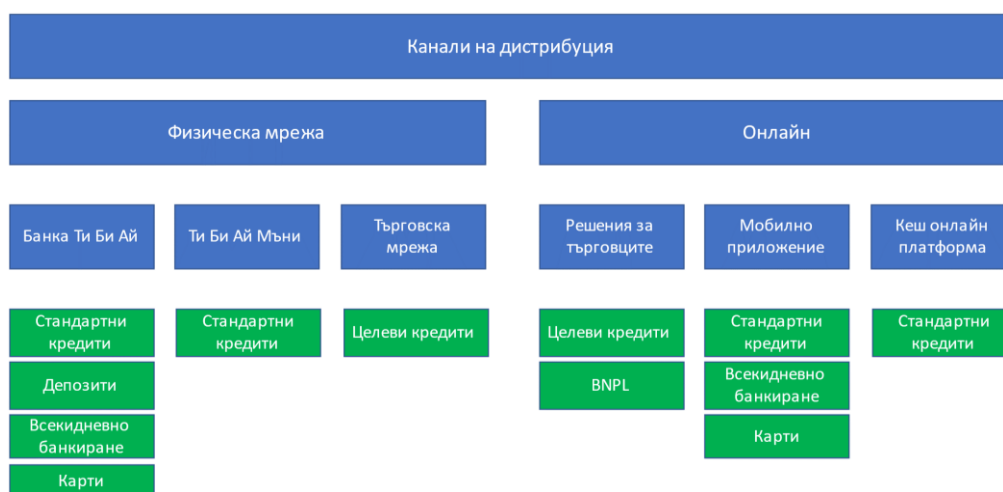 Канали на дистрибуция
Физическа мрежа
Онлайн
Банка Ти Би Ай
Ти Би Ай Мъни
Търговска
мрежа
Решения за
търговците
Мобилно
приложение
Кеш онлайн
платформа
Стандартни
кредити
Стандартни
кредити
Целеви кредити
Целеви кредити
Стандартни
кредити
Стандартни
кредити
Депозити
BNPL
Всекидневно
банкиране
Всекидневно
банкиране
Карти
Карти